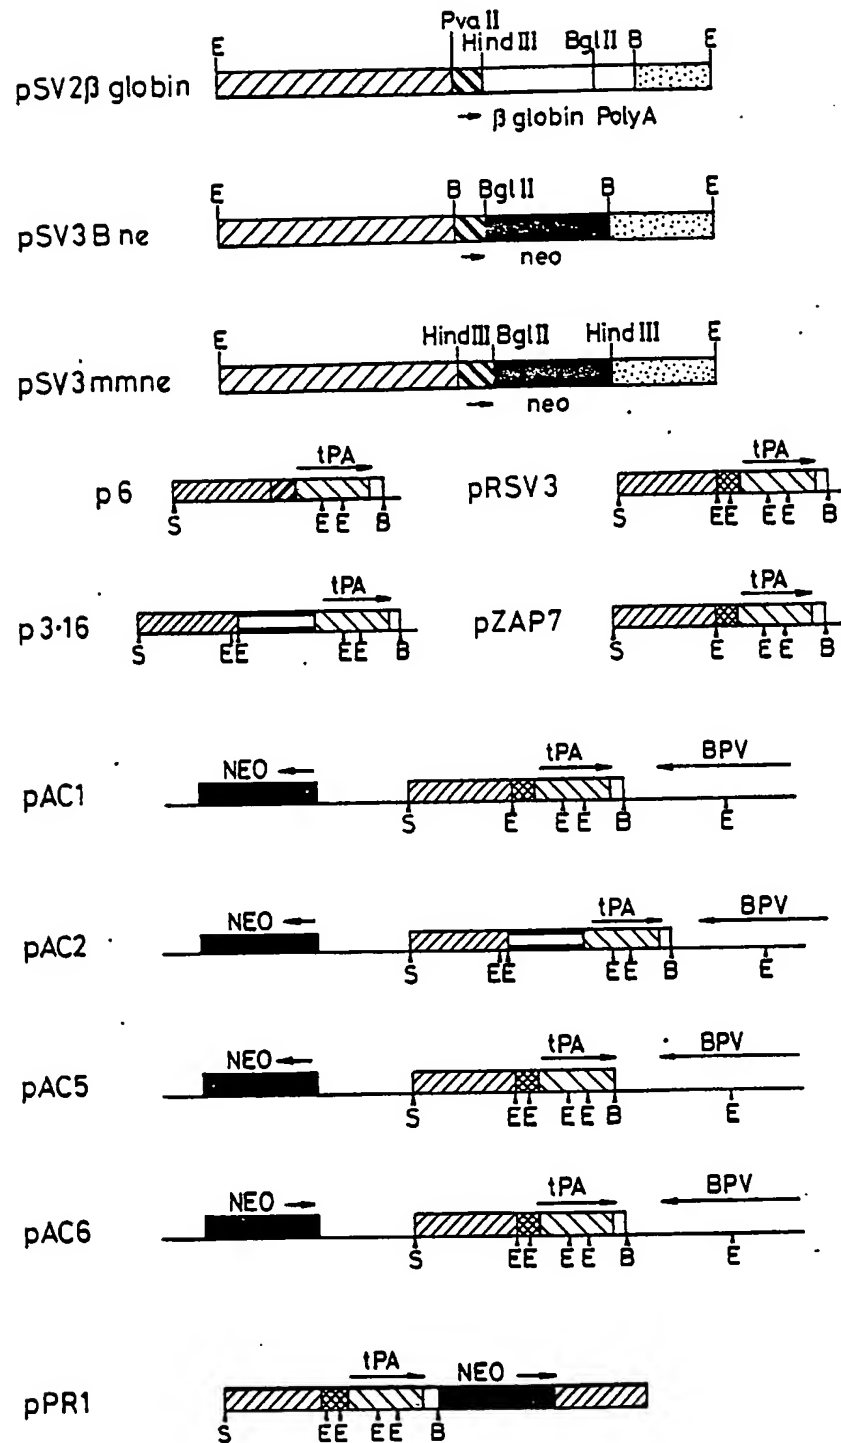 Pva II
E Hind III Bgl II B E
pSV2β globin
→ β globin PolyA
E B Bgl II B E
pSV3 B ne
→ neo
E Hind III Bgl II Hind III E
pSV3 mmne
→ neo
tPA tPA
p6 pRSV3
S E E B S E E E E B
tPA tPA
p3·16 pZAP7
S E E E E B S E E E B
NEO tPA BPV
pAC1
S E E E B E
NEO tPA BPV
pAC2
S E E E E B E
NEO tPA BPV
pAC5
S E E E E B E
NEO tPA BPV
pAC6
S E E E E B E
tPA NEO
pPR1
S E E E E B